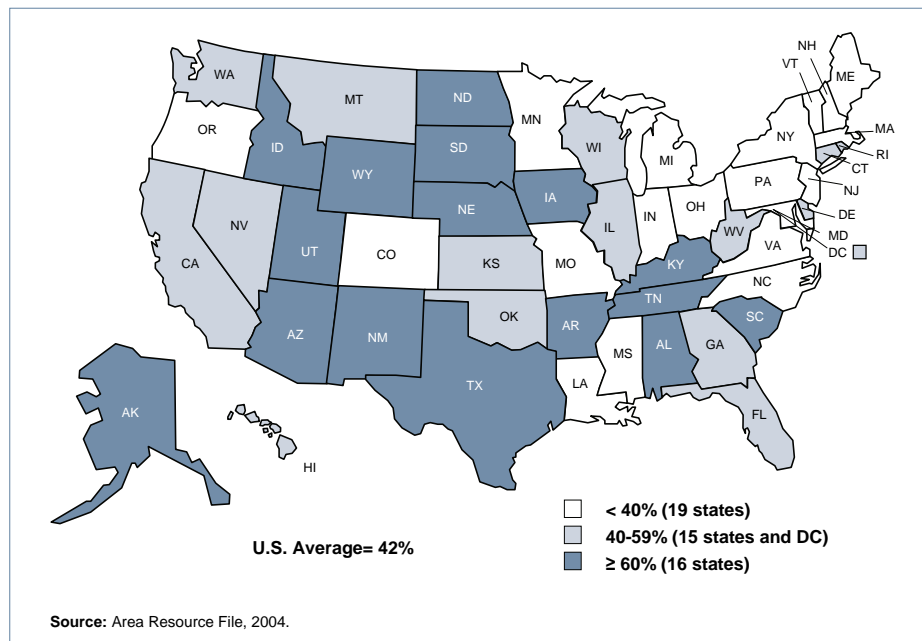 NH
VT
ME
WA
MT
ND
MN
OR
ID
SD
WI
MI
NY
MA
RI
CT
WY
IA
NE
PA
NJ
NV
UT
CO
IL
IN
OH
WV
DE
MD
VA
DC
CA
KS
MO
KY
NC
TN
OK
AR
SC
AZ
NM
MS
AL
GA
TX
LA
FL
AK
HI
< 40% (19 states)
40-59% (15 states and DC)
≥ 60% (16 states)
U.S. Average= 42%
Source: Area Resource File, 2004.